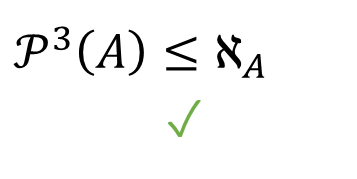 𝒫³(A) ≤ ℵ_A
✓